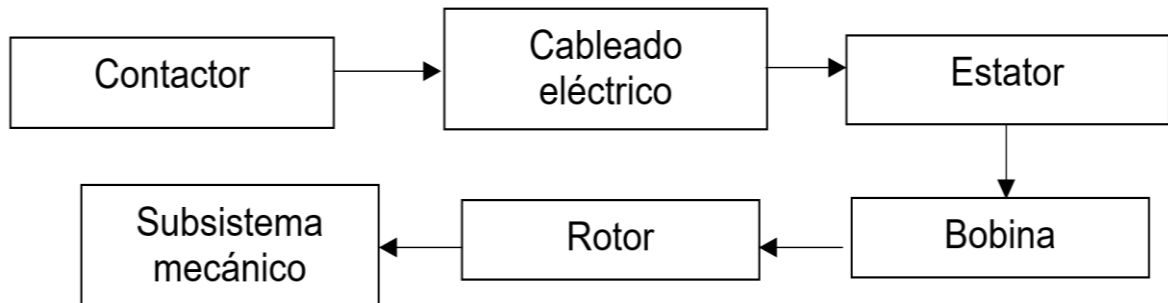 Contactor
Cableado
eléctrico
Estator
Subsistema
mecánico
Rotor
Bobina